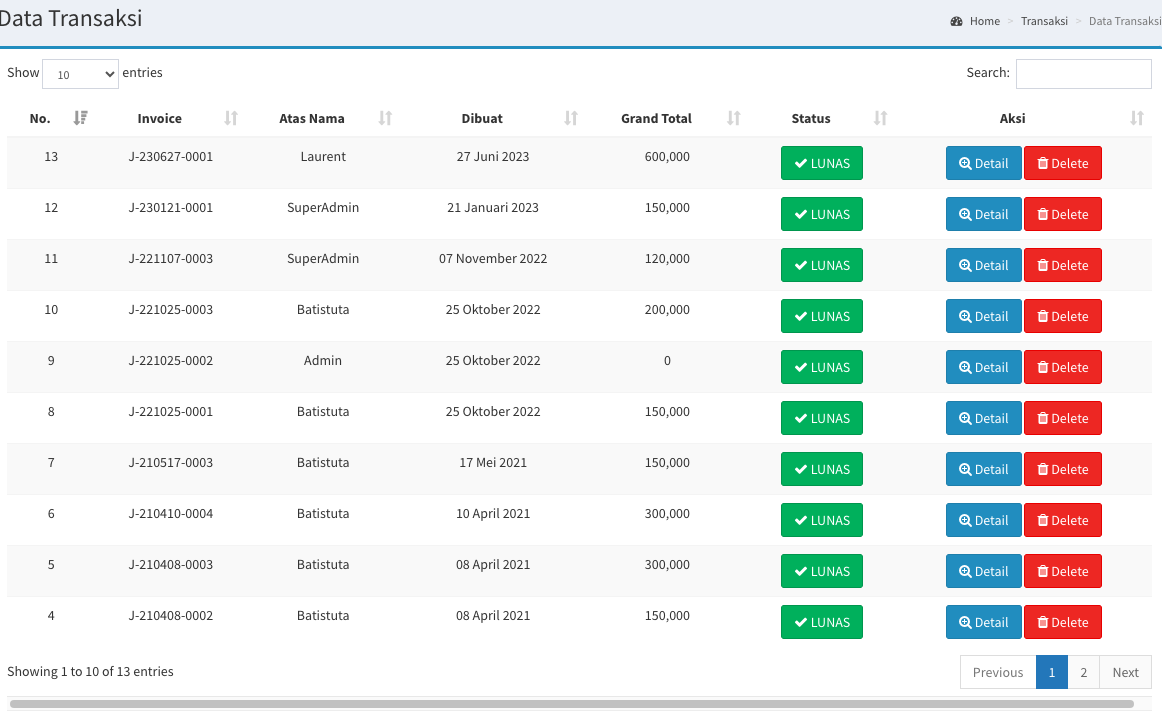 Data Transaksi
Home > Transaksi > Data Transaksi
Show 10 entries
Search:
No. Invoice Atas Nama Dibuat Grand Total Status Aksi
13 J-230627-0001 Laurent 27 Juni 2023 600,000 LUNAS Detail Delete
12 J-230121-0001 SuperAdmin 21 Januari 2023 150,000 LUNAS Detail Delete
11 J-221107-0003 SuperAdmin 07 November 2022 120,000 LUNAS Detail Delete
10 J-221025-0003 Batistuta 25 Oktober 2022 200,000 LUNAS Detail Delete
9 J-221025-0002 Admin 25 Oktober 2022 0 LUNAS Detail Delete
8 J-221025-0001 Batistuta 25 Oktober 2022 150,000 LUNAS Detail Delete
7 J-210517-0003 Batistuta 17 Mei 2021 150,000 LUNAS Detail Delete
6 J-210410-0004 Batistuta 10 April 2021 300,000 LUNAS Detail Delete
5 J-210408-0003 Batistuta 08 April 2021 300,000 LUNAS Detail Delete
4 J-210408-0002 Batistuta 08 April 2021 150,000 LUNAS Detail Delete
Showing 1 to 10 of 13 entries
Previous 1 2 Next